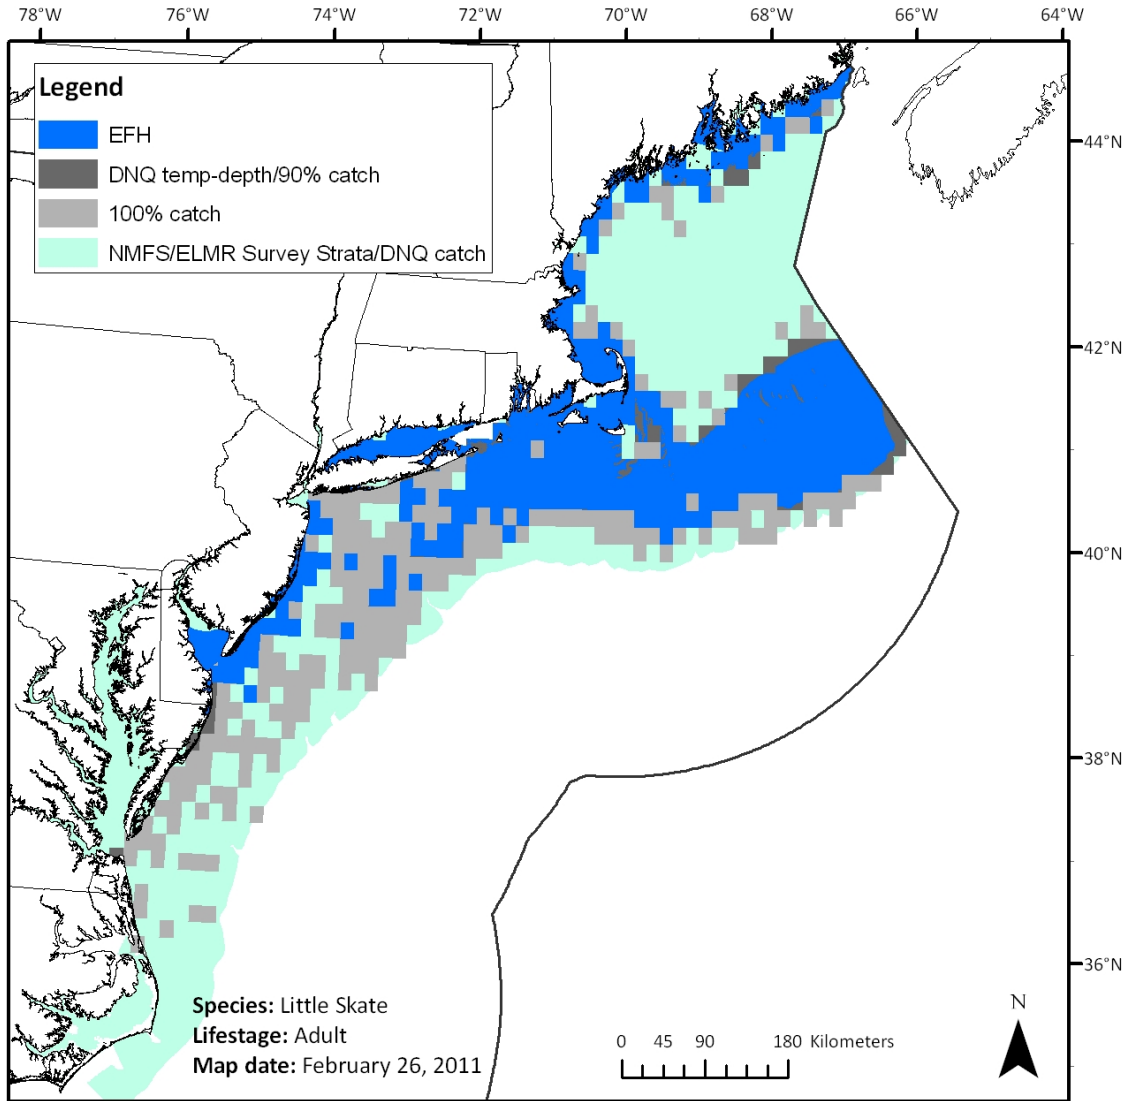 78°W 76°W 74°W 72°W 70°W 68°W 66°W 64°W
Legend
EFH
DNQ temp-depth/90% catch
100% catch
NMFS/ELMR Survey Strata/DNQ catch
44°N
42°N
40°N
38°N
36°N
Species: Little Skate
Lifestage: Adult
Map date: February 26, 2011
0 45 90 180 Kilometers
N